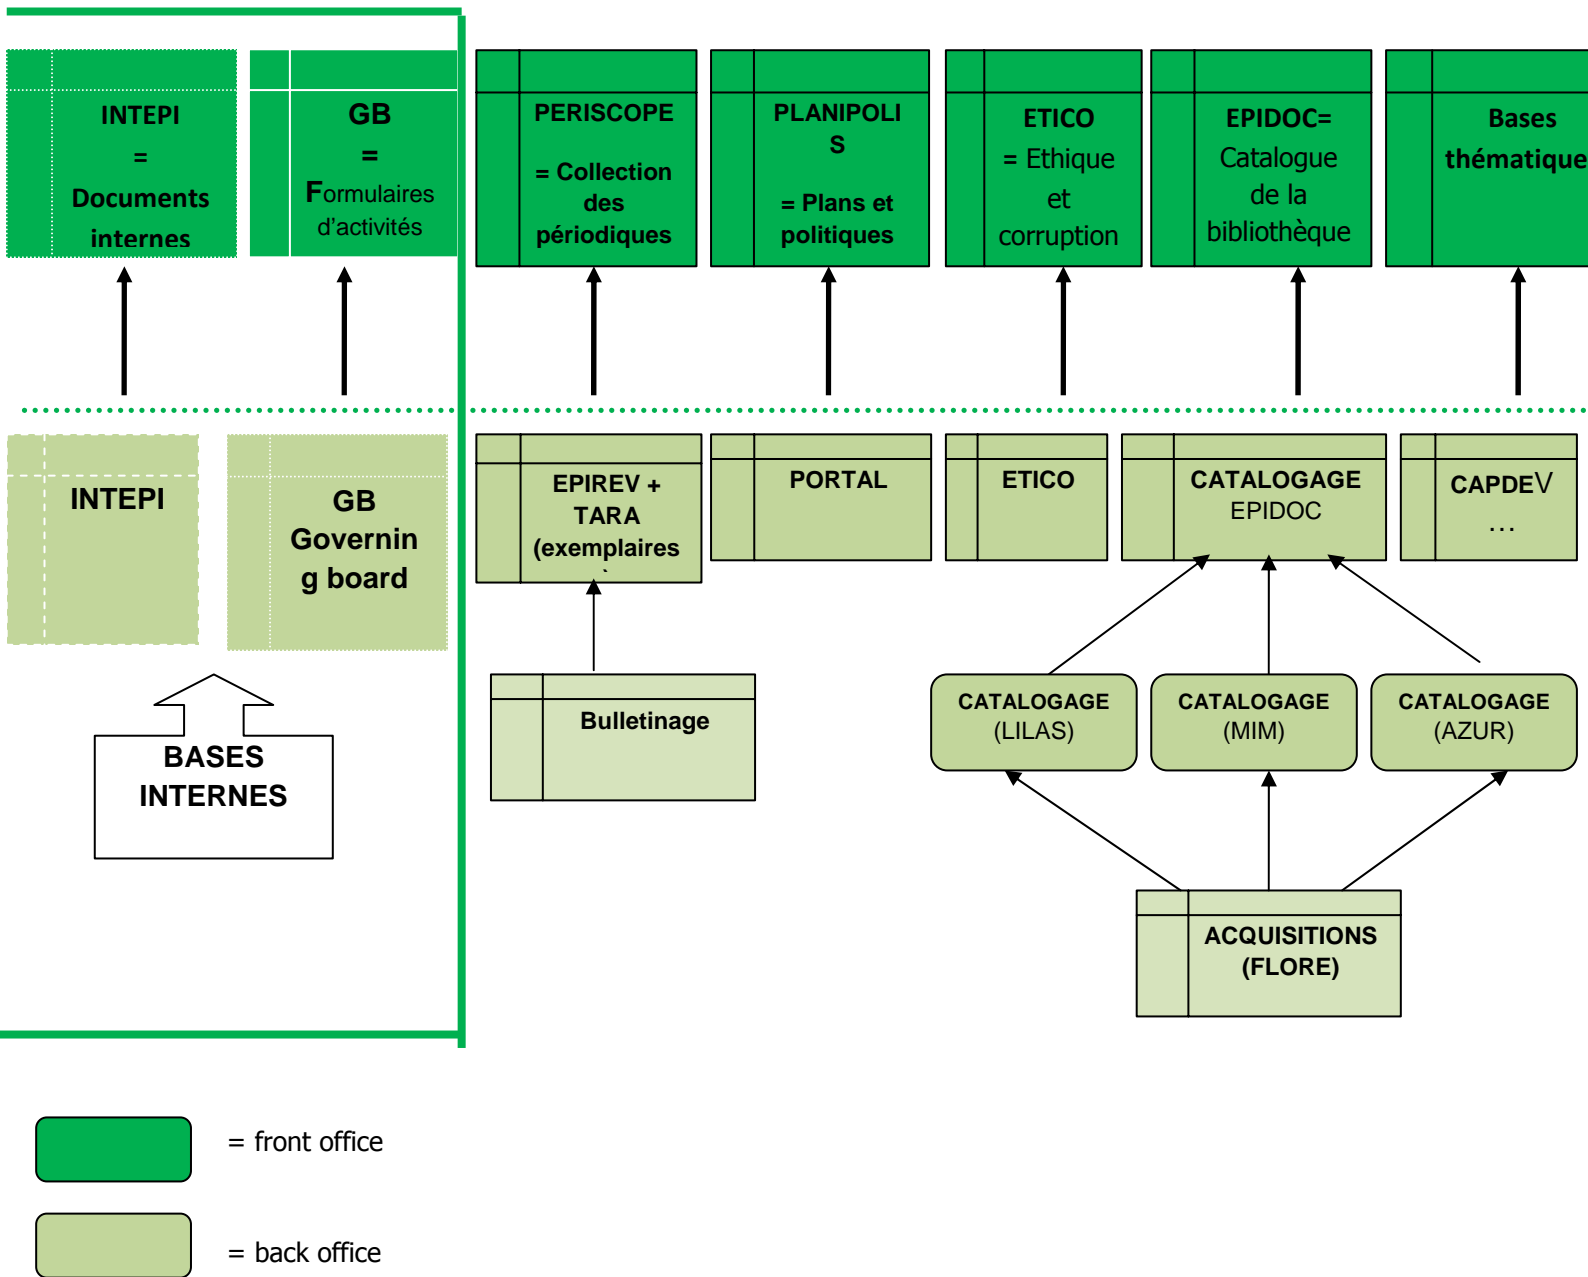 INTEPI
=
Documents
internes
GB
=
Formulaires
d'activités
PERISCOPE
= Collection
des
périodiques
PLANIPOLI
S
= Plans et
politiques
ETICO
= Ethique
et
corruption
EPIDOC=
Catalogue
de la
bibliothèque
Bases
thématique
INTEPI
GB
Governin
g board
EPIREV +
TARA
(exemplaires
)
PORTAL
ETICO
CATALOGAGE
EPIDOC
CAPDEV
...
BASES
INTERNES
Bulletinage
CATALOGAGE
(LILAS)
CATALOGAGE
(MIM)
CATALOGAGE
(AZUR)
ACQUISITIONS
(FLORE)
= front office
= back office